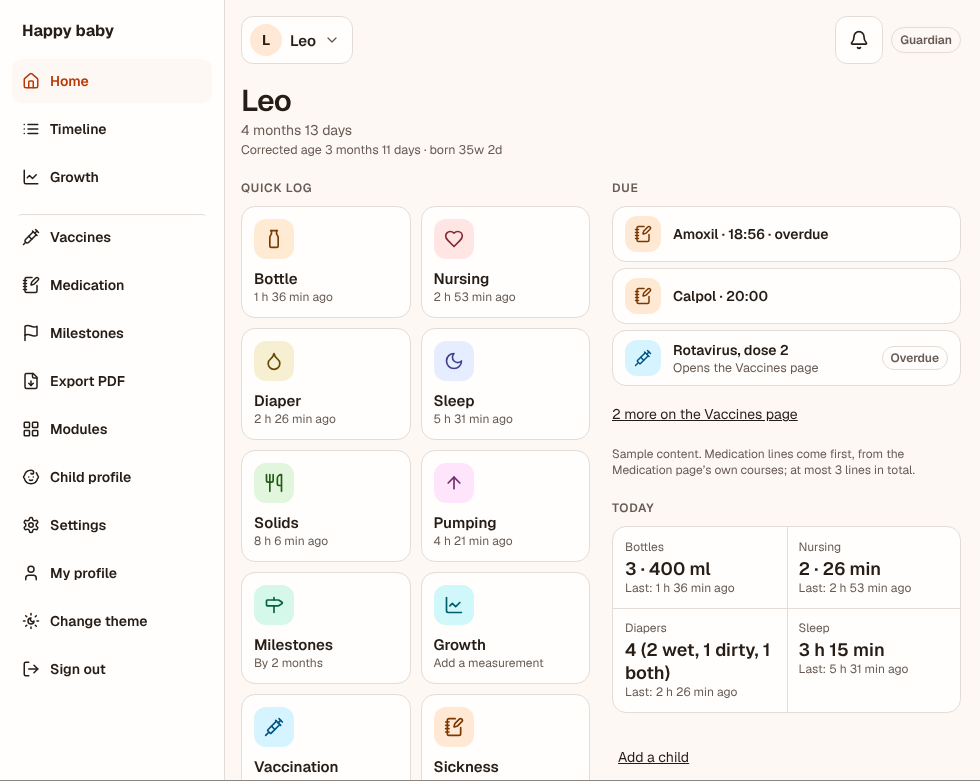 Happy baby
Home
Timeline
Growth
Vaccines
Medication
Milestones
Export PDF
Modules
Child profile
Settings
My profile
Change theme
Sign out
L Leo
Guardian
Leo
4 months 13 days
Corrected age 3 months 11 days · born 35w 2d
QUICK LOG
Bottle
1 h 36 min ago
Nursing
2 h 53 min ago
Diaper
2 h 26 min ago
Sleep
5 h 31 min ago
Solids
8 h 6 min ago
Pumping
4 h 21 min ago
Milestones
By 2 months
Growth
Add a measurement
Vaccination
Sickness
DUE
Amoxil · 18:56 · overdue
Calpol · 20:00
Rotavirus, dose 2
Opens the Vaccines page
Overdue
2 more on the Vaccines page
Sample content. Medication lines come first, from the
Medication page's own courses; at most 3 lines in total.
TODAY
Bottles
3 · 400 ml
Last: 1 h 36 min ago
Nursing
2 · 26 min
Last: 2 h 53 min ago
Diapers
4 (2 wet, 1 dirty, 1
both)
Last: 2 h 26 min ago
Sleep
3 h 15 min
Last: 5 h 31 min ago
Add a child